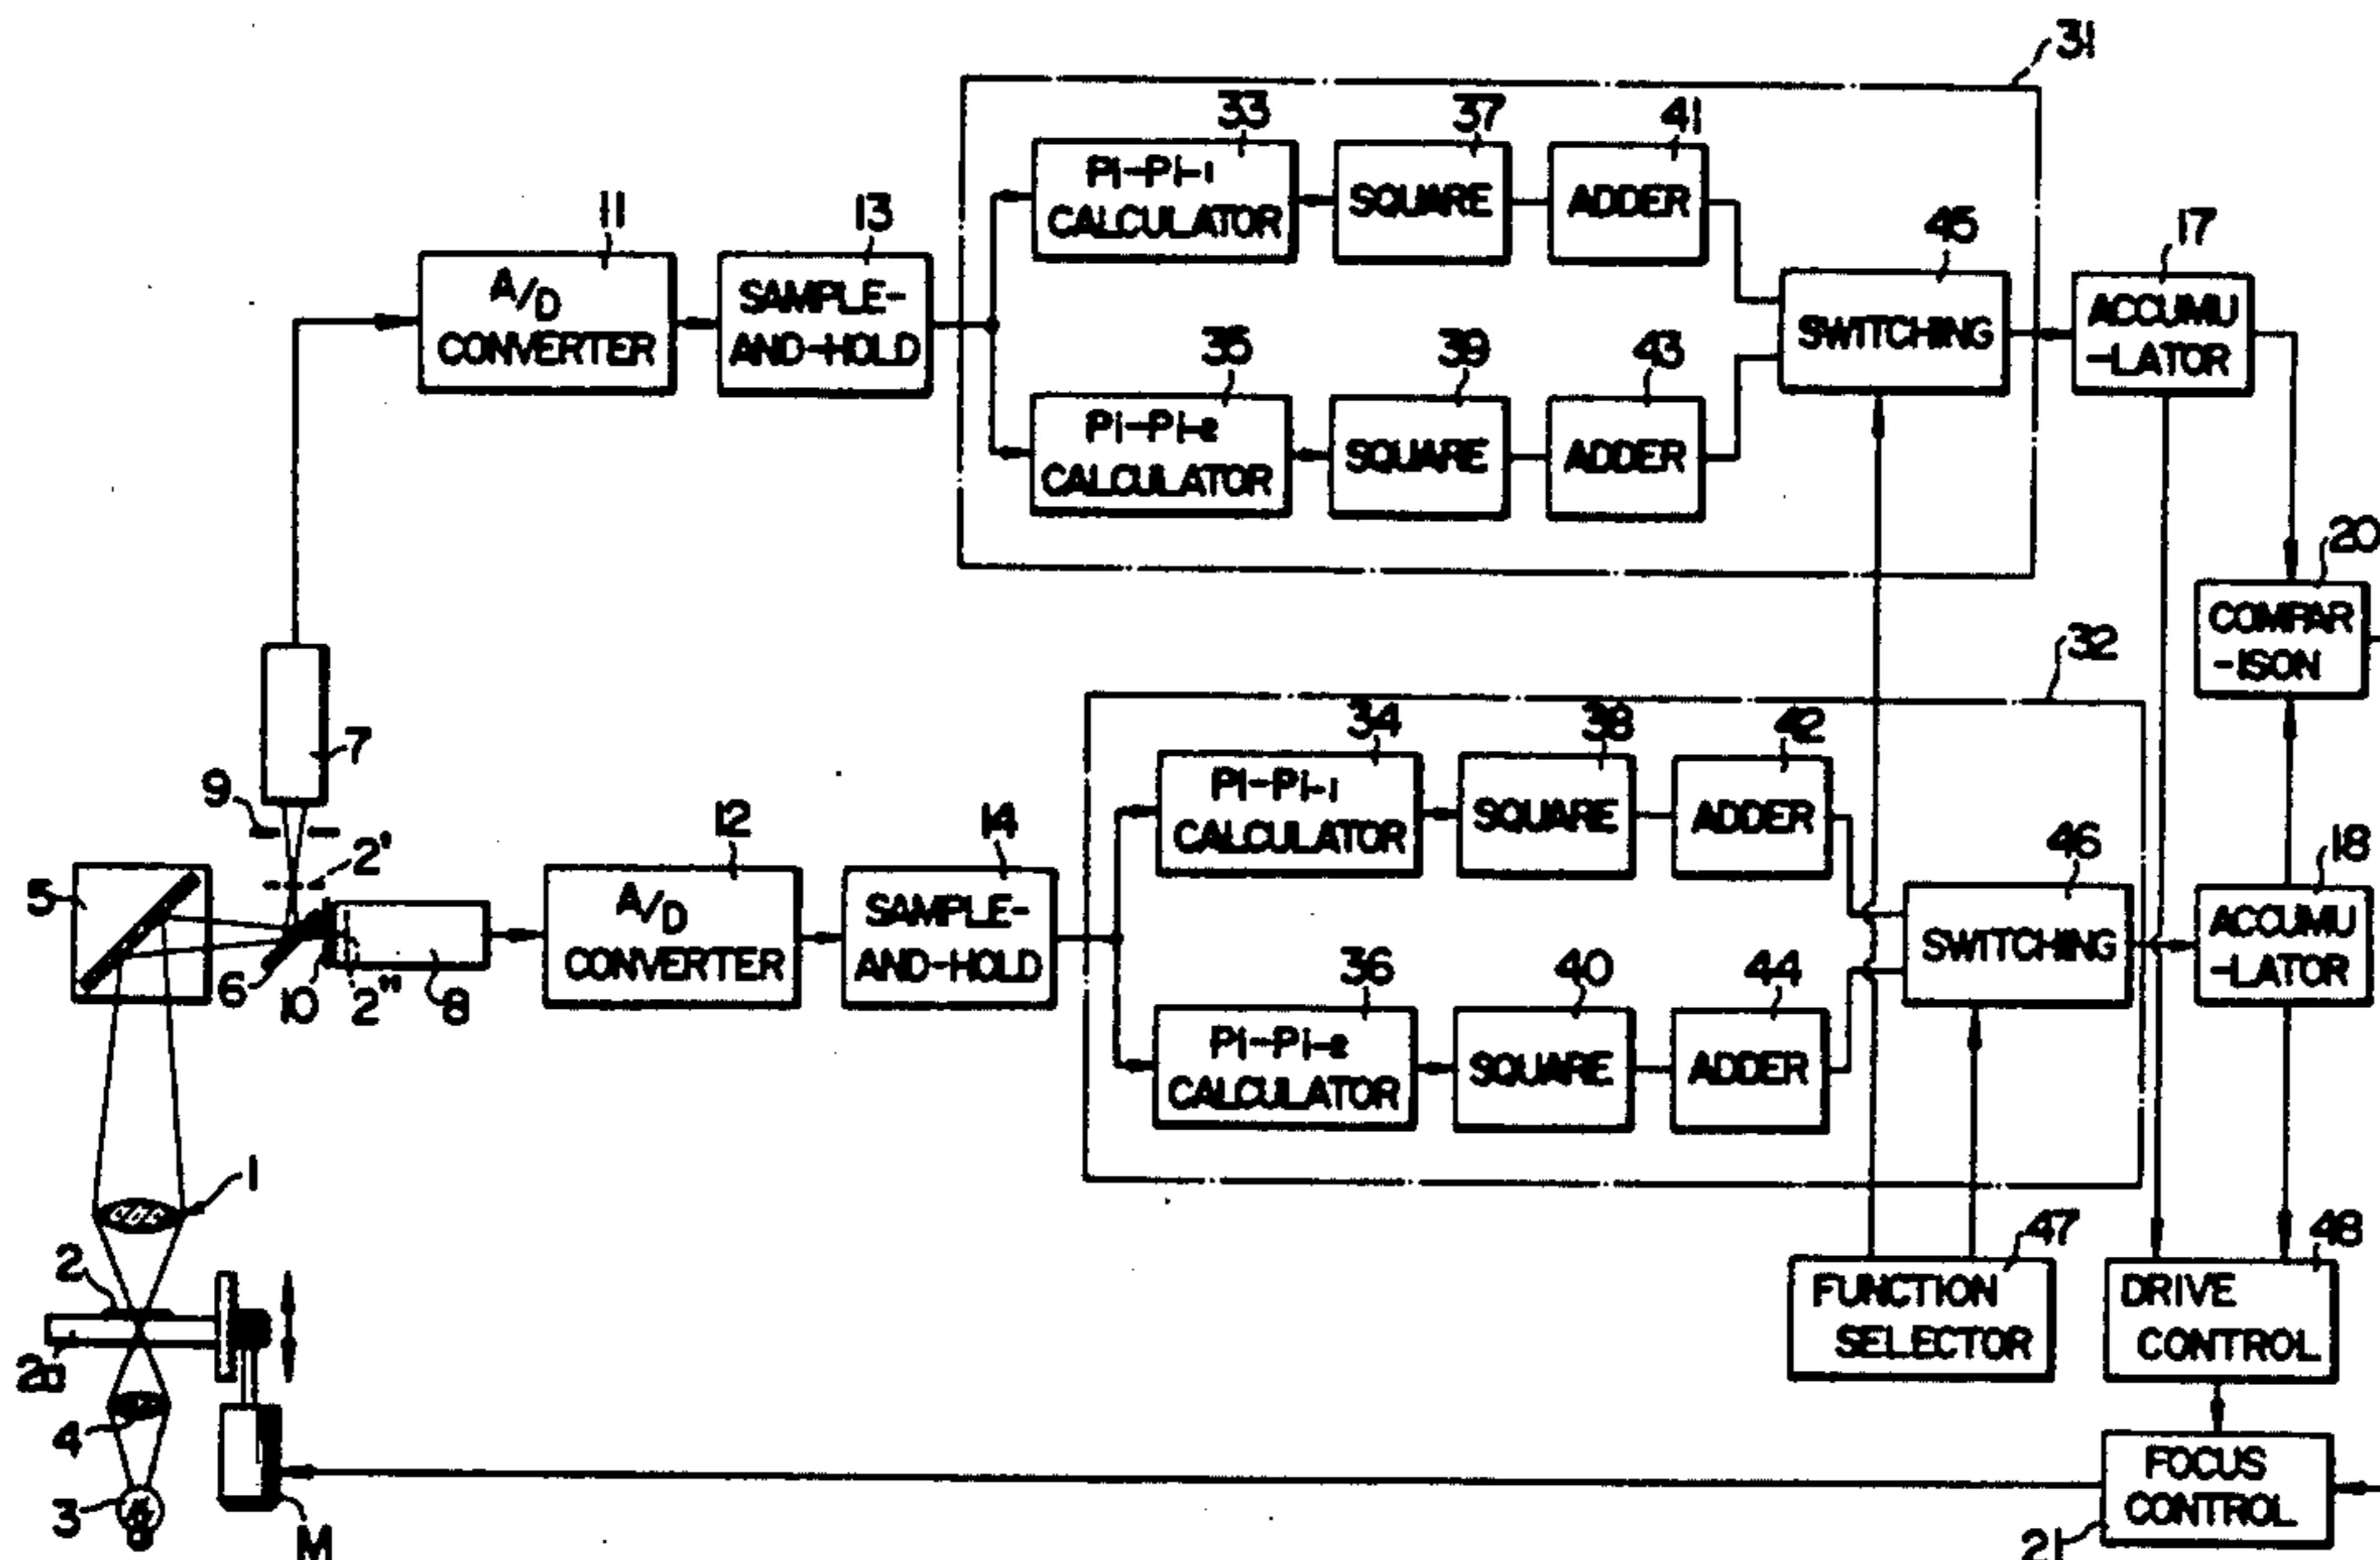 31
33
37
41
Pi-Pi-1
CALCULATOR
SQUARE
ADDER
11
13
45
17
A/D
CONVERTER
SAMPLE-
AND-HOLD
SWITCHING
ACCUMU
-LATOR
35
39
43
Pi-Pi-2
CALCULATOR
SQUARE
ADDER
20
COMPAR
-ISON
32
7
34
38
42
Pi-Pi-1
CALCULATOR
SQUARE
ADDER
9
2'
12
14
46
18
5
A/D
CONVERTER
SAMPLE-
AND-HOLD
SWITCHING
ACCUMU
-LATOR
6
10
2"
8
36
40
44
Pi-Pi-2
CALCULATOR
SQUARE
ADDER
1
47
48
2
FUNCTION
SELECTOR
DRIVE
CONTROL
2a
4
FOCUS
CONTROL
3
M
21